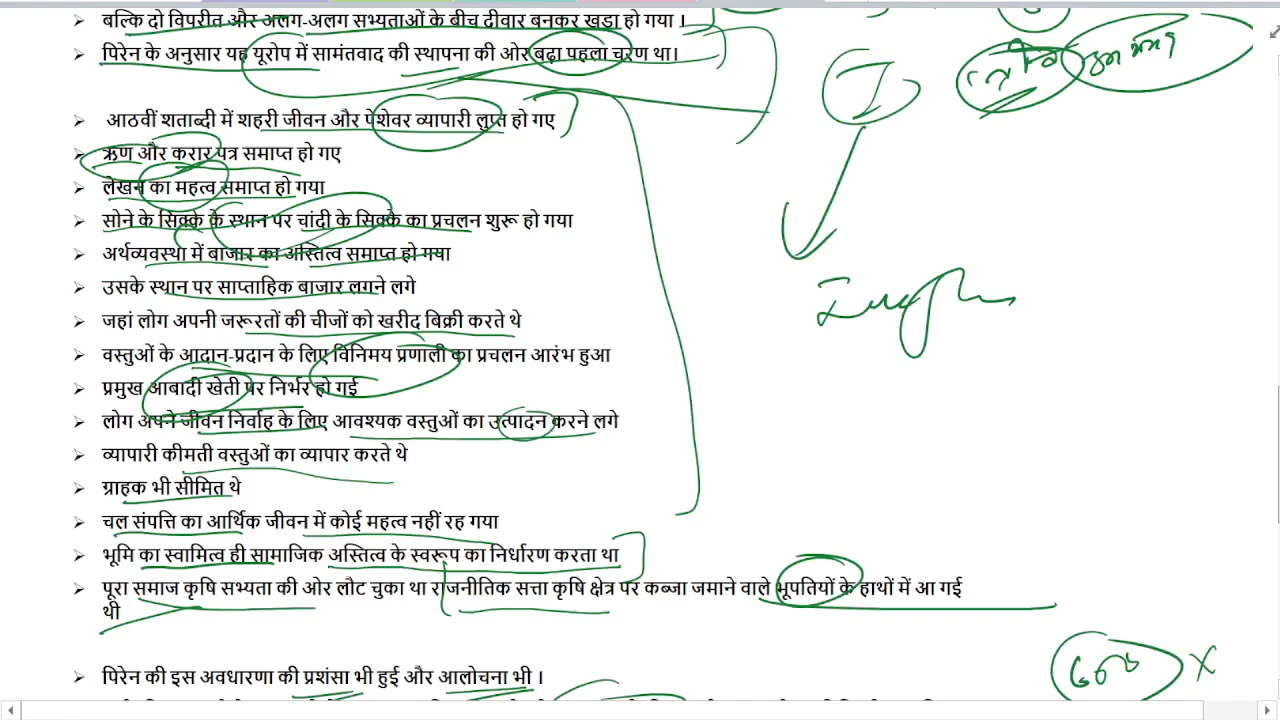 बल्कि दो विपरीत और अलग-अलग सभ्यताओं के बीच दीवार बनकर खड़ा हो गया ।
पिरेन के अनुसार यह यूरोप में सामंतवाद की स्थापना की ओर बढ़ा पहला चरण था।
आठवीं शताब्दी में शहरी जीवन और पेशेवर व्यापारी लुप्त हो गए
ऋण और करार पत्र समाप्त हो गए
लेखन का महत्व समाप्त हो गया
सोने के सिक्के के स्थान पर चांदी के सिक्के का प्रचलन शुरू हो गया
अर्थव्यवस्था में बाजार का अस्तित्व समाप्त हो गया
उसके स्थान पर साप्ताहिक बाजार लगने लगे
जहां लोग अपनी जरूरतों की चीजों को खरीद बिक्री करते थे
वस्तुओं के आदान-प्रदान के लिए विनिमय प्रणाली का प्रचलन आरंभ हुआ
प्रमुख आबादी खेती पर निर्भर हो गई
लोग अपने जीवन निर्वाह के लिए आवश्यक वस्तुओं का उत्पादन करने लगे
व्यापारी कीमती वस्तुओं का व्यापार करते थे
ग्राहक भी सीमित थे
चल संपत्ति का आर्थिक जीवन में कोई महत्व नहीं रह गया
भूमि का स्वामित्व ही सामाजिक अस्तित्व के स्वरूप का निर्धारण करता था
पूरा समाज कृषि सभ्यता की ओर लौट चुका था राजनीतिक सत्ता कृषि क्षेत्र पर कब्जा जमाने वाले भूपतियों के हाथों में आ गई
थी
पिरेन की इस अवधारणा की प्रशंसा भी हुई और आलोचना भी ।